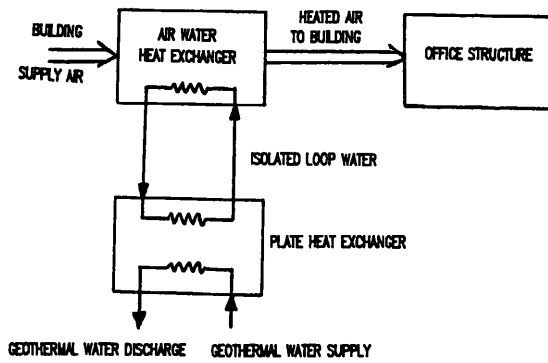 BUILDING
SUPPLY AIR
AIR WATER
HEAT EXCHANGER
HEATED AIR
TO BUILDING
OFFICE STRUCTURE
ISOLATED LOOP WATER
PLATE HEAT EXCHANGER
GEOTHERMAL WATER DISCHARGE
GEOTHERMAL WATER SUPPLY